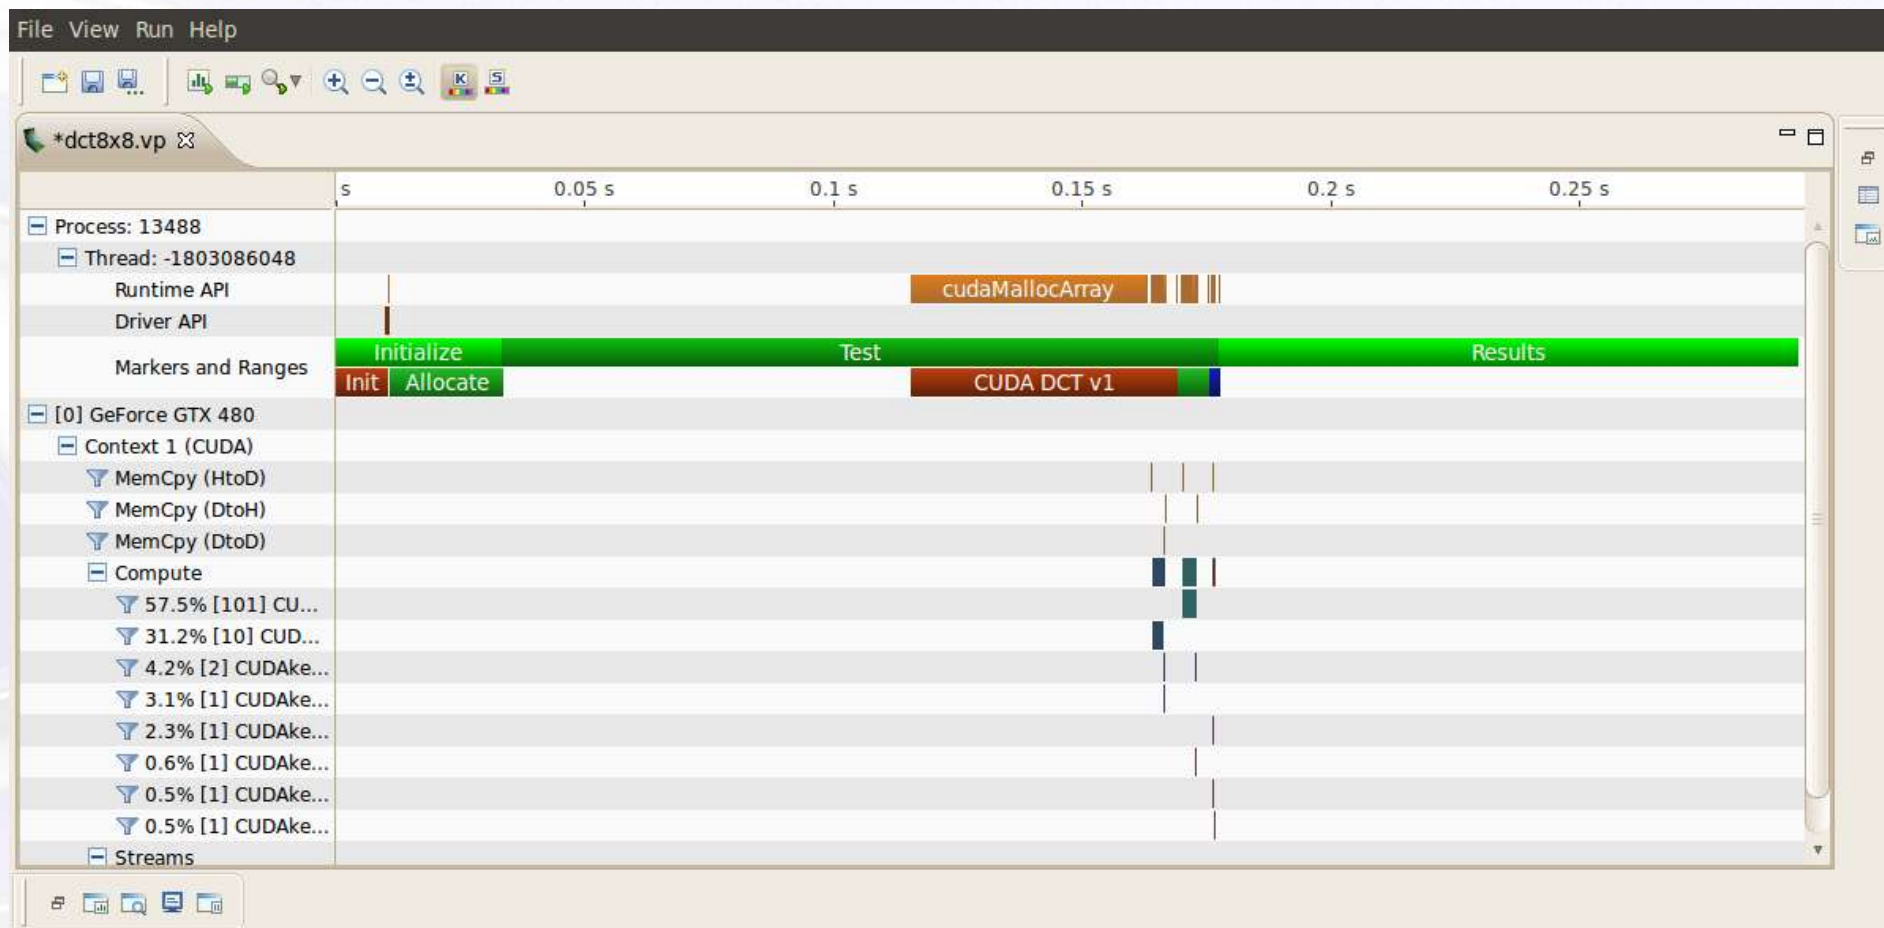 File View Run Help
K S
*dct8x8.vp
s 0.05 s 0.1 s 0.15 s 0.2 s 0.25 s
Process: 13488
Thread: -1803086048
Runtime API cudaMallocArray
Driver API
Initialize Test Results
Markers and Ranges
Init Allocate CUDA DCT v1
[0] GeForce GTX 480
Context 1 (CUDA)
MemCpy (HtoD)
MemCpy (DtoH)
MemCpy (DtoD)
Compute
57.5% [101] CU...
31.2% [10] CUD...
4.2% [2] CUDAke...
3.1% [1] CUDAke...
2.3% [1] CUDAke...
0.6% [1] CUDAke...
0.5% [1] CUDAke...
0.5% [1] CUDAke...
Streams